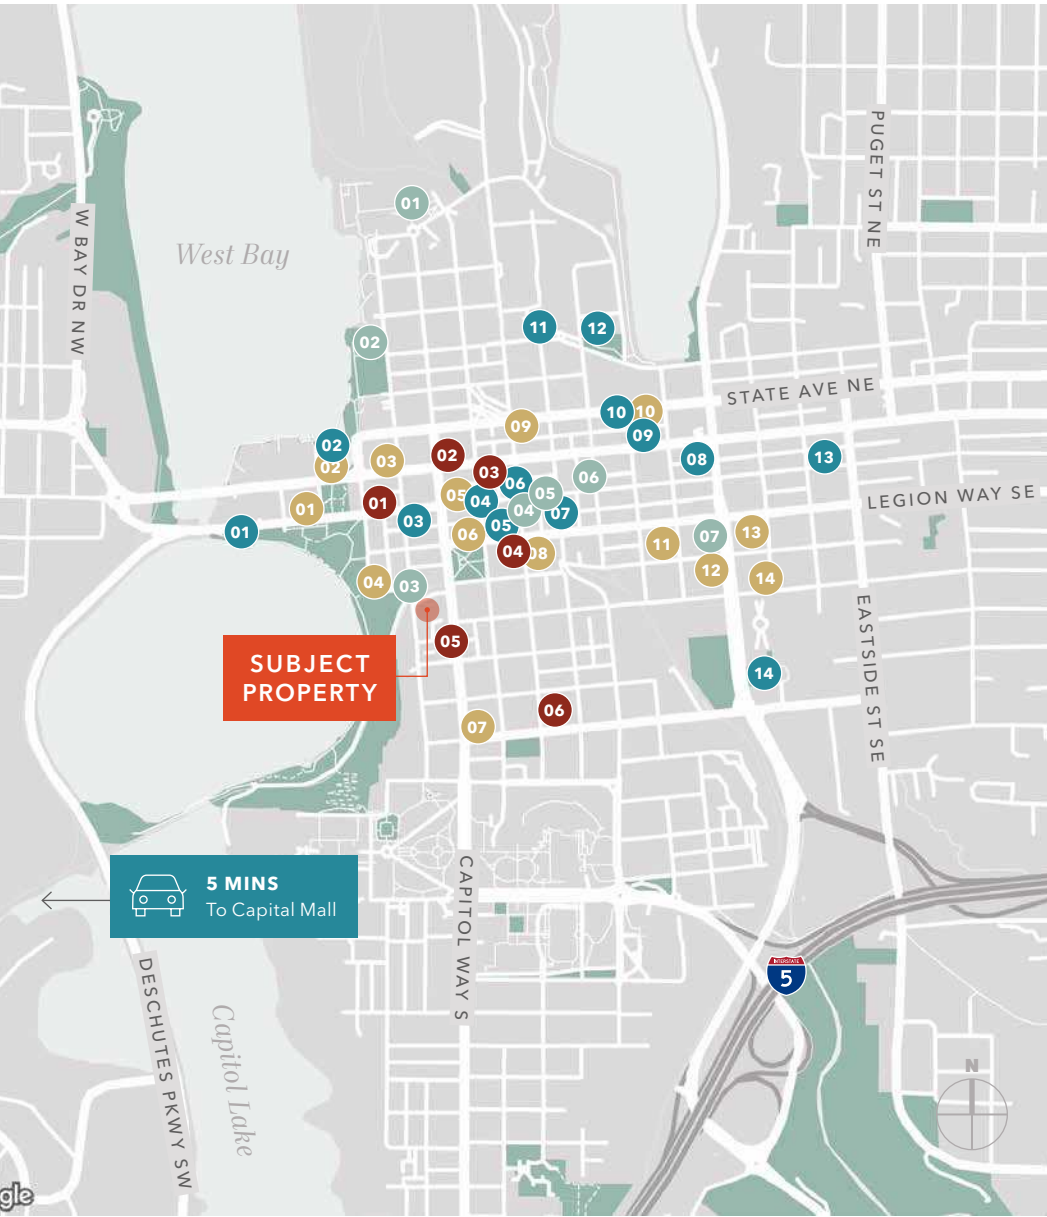 PUGET ST NE
01
W BAY DR NW
West Bay
11
12
02
STATE AVE NE
10
10
09
09
02
02
03
02
03
08
13
06
06
05
04
05
04
07
LEGION WAY SE
01
01
03
01
05
06
04
08
11
07
13
12
14
04
03
EASTSIDE ST SE
SUBJECT
PROPERTY
05
14
06
07
5 MINS
To Capital Mall
CAPITOL WAY S
INTERSTATE
5
DESCHUTES PKWY SW
Capitol Lake
N
gle